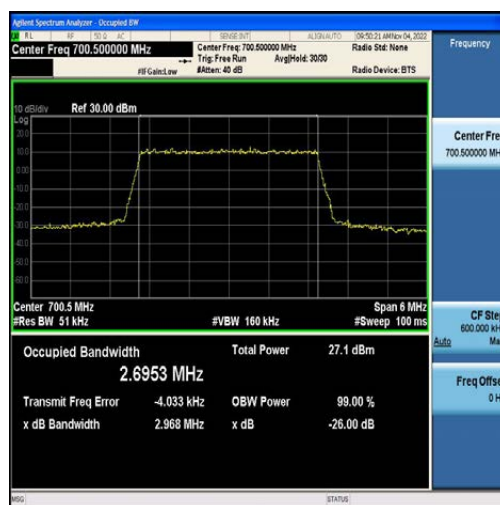 Agilent Spectrum Analyzer - Occupied BW
RL RF 50 Ω AC SENSE:INT ALIGNAUTO 09:50:21 AM Nov 04, 2022
Center Freq 700.500000 MHz
Center Freq: 700.500000 MHz
Radio Std: None
Trig: Free Run
Avg|Hold: 30/30
#IFGain:Low
#Atten: 40 dB
Radio Device: BTS
10 dB/div
Ref 30.00 dBm
Log
20.0
10.0
0.00
-10.0
-20.0
-30.0
-40.0
-50.0
-60.0
Center 700.5 MHz
Span 6 MHz
#Res BW 51 kHz
#VBW 160 kHz
#Sweep 100 ms
Occupied Bandwidth
Total Power 27.1 dBm
2.6953 MHz
Transmit Freq Error -4.033 kHz OBW Power 99.00 %
x dB Bandwidth 2.968 MHz x dB -26.00 dB
MSG
STATUS
Frequency
Center Fre
700.500000 MH
CF Ste
600.000 kH
Auto Ma
Freq Offse
0 H